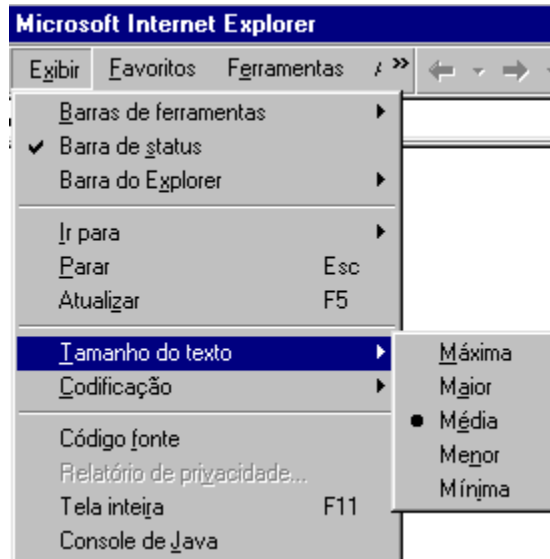 Microsoft Internet Explorer
Exibir Favoritos Ferramentas »
Barras de ferramentas
Barra de status
Barra do Explorer
Ir para
Parar Esc
Atualizar F5
Tamanho do texto
Codificação
Código fonte
Relatório de privacidade...
Tela inteira F11
Console de Java
Máxima
Maior
Média
Menor
Mínima